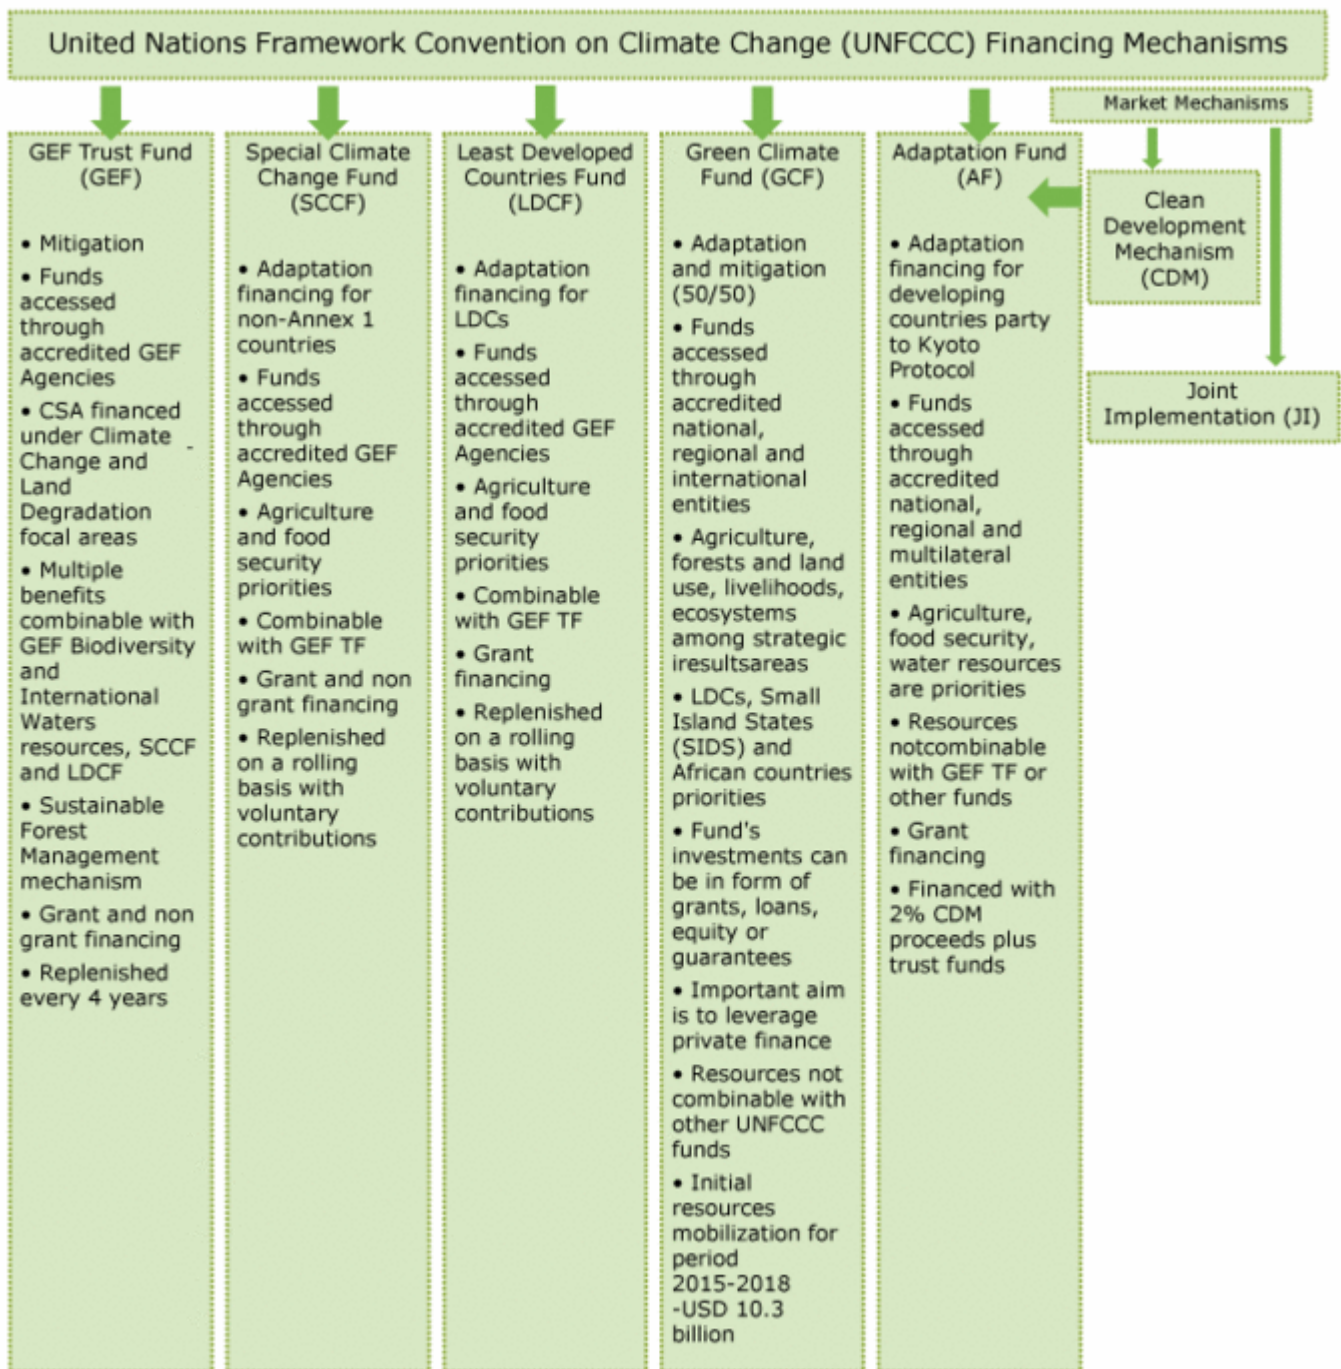 United Nations Framework Convention on Climate Change (UNFCCC) Financing Mechanisms
GEF Trust Fund
(GEF)
• Mitigation
• Funds
accessed
through
accredited GEF
Agencies
• CSA financed
under Climate
Change and
Land
Degradation
focal areas
• Multiple
benefits
combinable with
GEF Biodiversity
and
International
Waters
resources, SCCF
and LDCF
• Sustainable
Forest
Management
mechanism
• Grant and non
grant financing
• Replenished
every 4 years
Special Climate
Change Fund
(SCCF)
• Adaptation
financing for
non-Annex 1
countries
• Funds
accessed
through
accredited GEF
Agencies
• Agriculture
and food
security
priorities
• Combinable
with GEF TF
• Grant and non
grant financing
• Replenished
on a rolling
basis with
voluntary
contributions
Least Developed
Countries Fund
(LDCF)
• Adaptation
financing for
LDCs
• Funds
accessed
through
accredited GEF
Agencies
• Agriculture
and food
security
priorities
• Combinable
with GEF TF
• Grant
financing
• Replenished
on a rolling
basis with
voluntary
contributions
Green Climate
Fund (GCF)
• Adaptation
and mitigation
(50/50)
• Funds
accessed
through
accredited
national,
regional and
international
entities
• Agriculture,
forests and land
use, livelihoods,
ecosystems
among strategic
iresultsareas
• LDCs, Small
Island States
(SIDS) and
African countries
priorities
• Fund's
investments can
be in form of
grants, loans,
equity or
guarantees
• Important aim
is to leverage
private finance
• Resources not
combinable with
other UNFCCC
funds
• Initial
resources
mobilization for
period
2015-2018
-USD 10.3
billion
Adaptation Fund
(AF)
• Adaptation
financing for
developing
countries party
to Kyoto
Protocol
• Funds
accessed
through
accredited
national,
regional and
multilateral
entities
• Agriculture,
food security,
water resources
are priorities
• Resources
notcombinable
with GEF TF or
other funds
• Grant
financing
• Financed with
2% CDM
proceeds plus
trust funds
Market Mechanisms
Clean
Development
Mechanism
(CDM)
Joint
Implementation (JI)